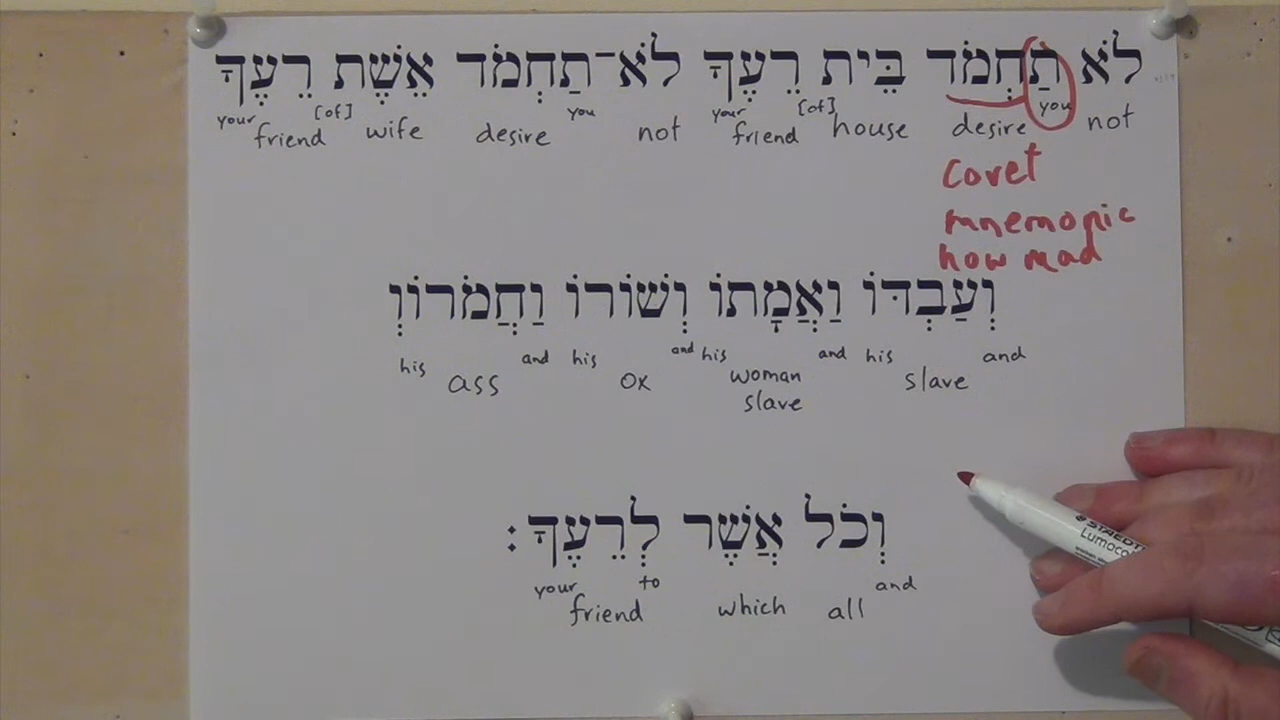 לֹא תַחְמֹד בֵּית רֵעֶךָ לֹא־תַחְמֹד אֵשֶׁת רֵעֶךָ
your [of] you your [of] you
friend wife desire not friend house desire not
covet
mnemonic
how mad
וְעַבְדּוֹ וַאֲמָתוֹ וְשׁוֹרוֹ וַחֲמֹרוֹוְ
his and his and his and his and
ass ox woman slave
slave
וְכֹל אֲשֶׁר לְרֵעֶךָ׃
your to and
friend which all
STAEDT
Lumoco